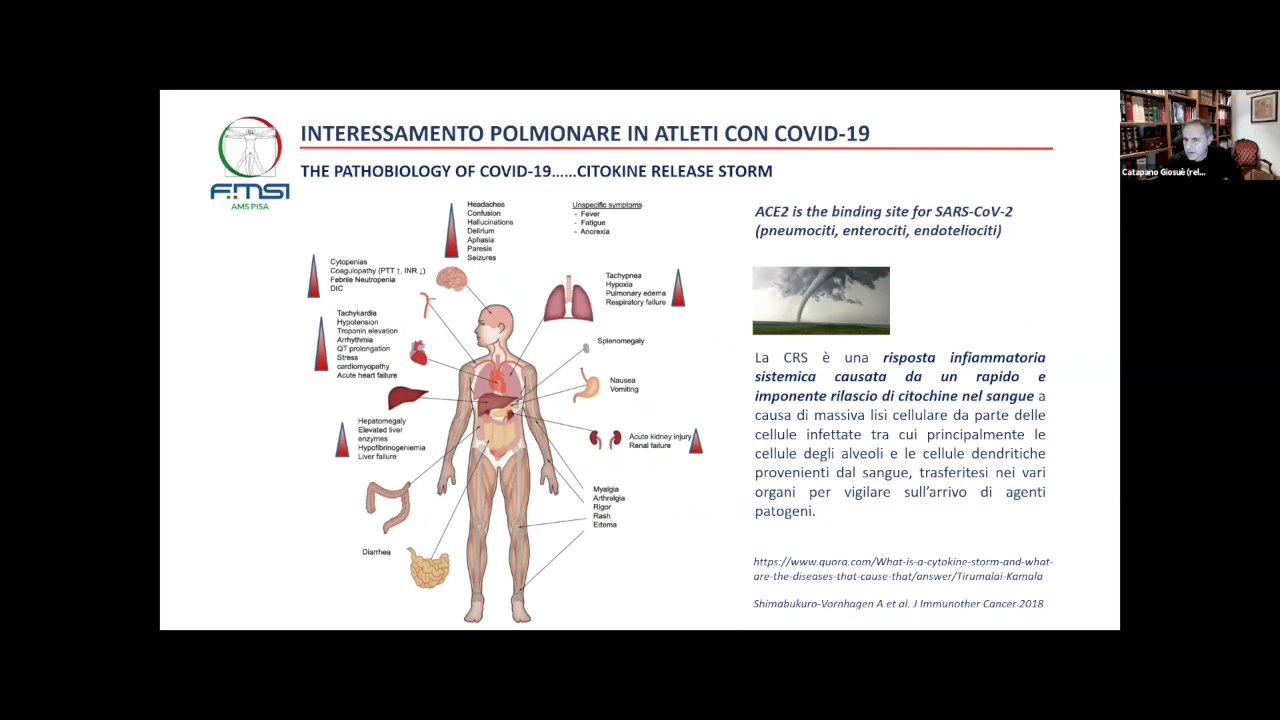 INTERESSAMENTO POLMONARE IN ATLETI CON COVID-19
FMSI
AMS PISA
THE PATHOBIOLOGY OF COVID-19……CITOKINE RELEASE STORM
Catapano Giosuè (rel...
Headaches
Confusion
Hallucinations
Delirium
Aphasia
Paresis
Seizures
Unspecific symptoms
- Fever
- Fatigue
- Anorexia
Cytopenias
Coagulopathy (PTT ↑, INR ↓)
Febrile Neutropenia
DIC
Tachypnea
Hypoxia
Pulmonary edema
Respiratory failure
Tachykardia
Hypotension
Troponin elevation
Arrhythmia
QT prolongation
Stress
cardiomyopathy
Acute heart failure
Splenomegaly
Nausea
Vomiting
Hepatomegaly
Elevated liver
enzymes
Hypofibrinogeniemia
Liver failure
Acute kidney injury
Renal failure
Myalgia
Arthralgia
Rigor
Rash
Edema
Diarrhea
ACE2 is the binding site for SARS-CoV-2
(pneumociti, enterociti, endoteliociti)
La CRS è una risposta infiammatoria
sistemica causata da un rapido e
imponente rilascio di citochine nel sangue a
causa di massiva lisi cellulare da parte delle
cellule infettate tra cui principalmente le
cellule degli alveoli e le cellule dendritiche
provenienti dal sangue, trasferitesi nei vari
organi per vigilare sull'arrivo di agenti
patogeni.
https://www.quora.com/What-is-a-cytokine-storm-and-what-
are-the-diseases-that-cause-that/answer/Tirumalai-Kamala
Shimabukuro-Vornhagen A et al. J Immunother Cancer 2018